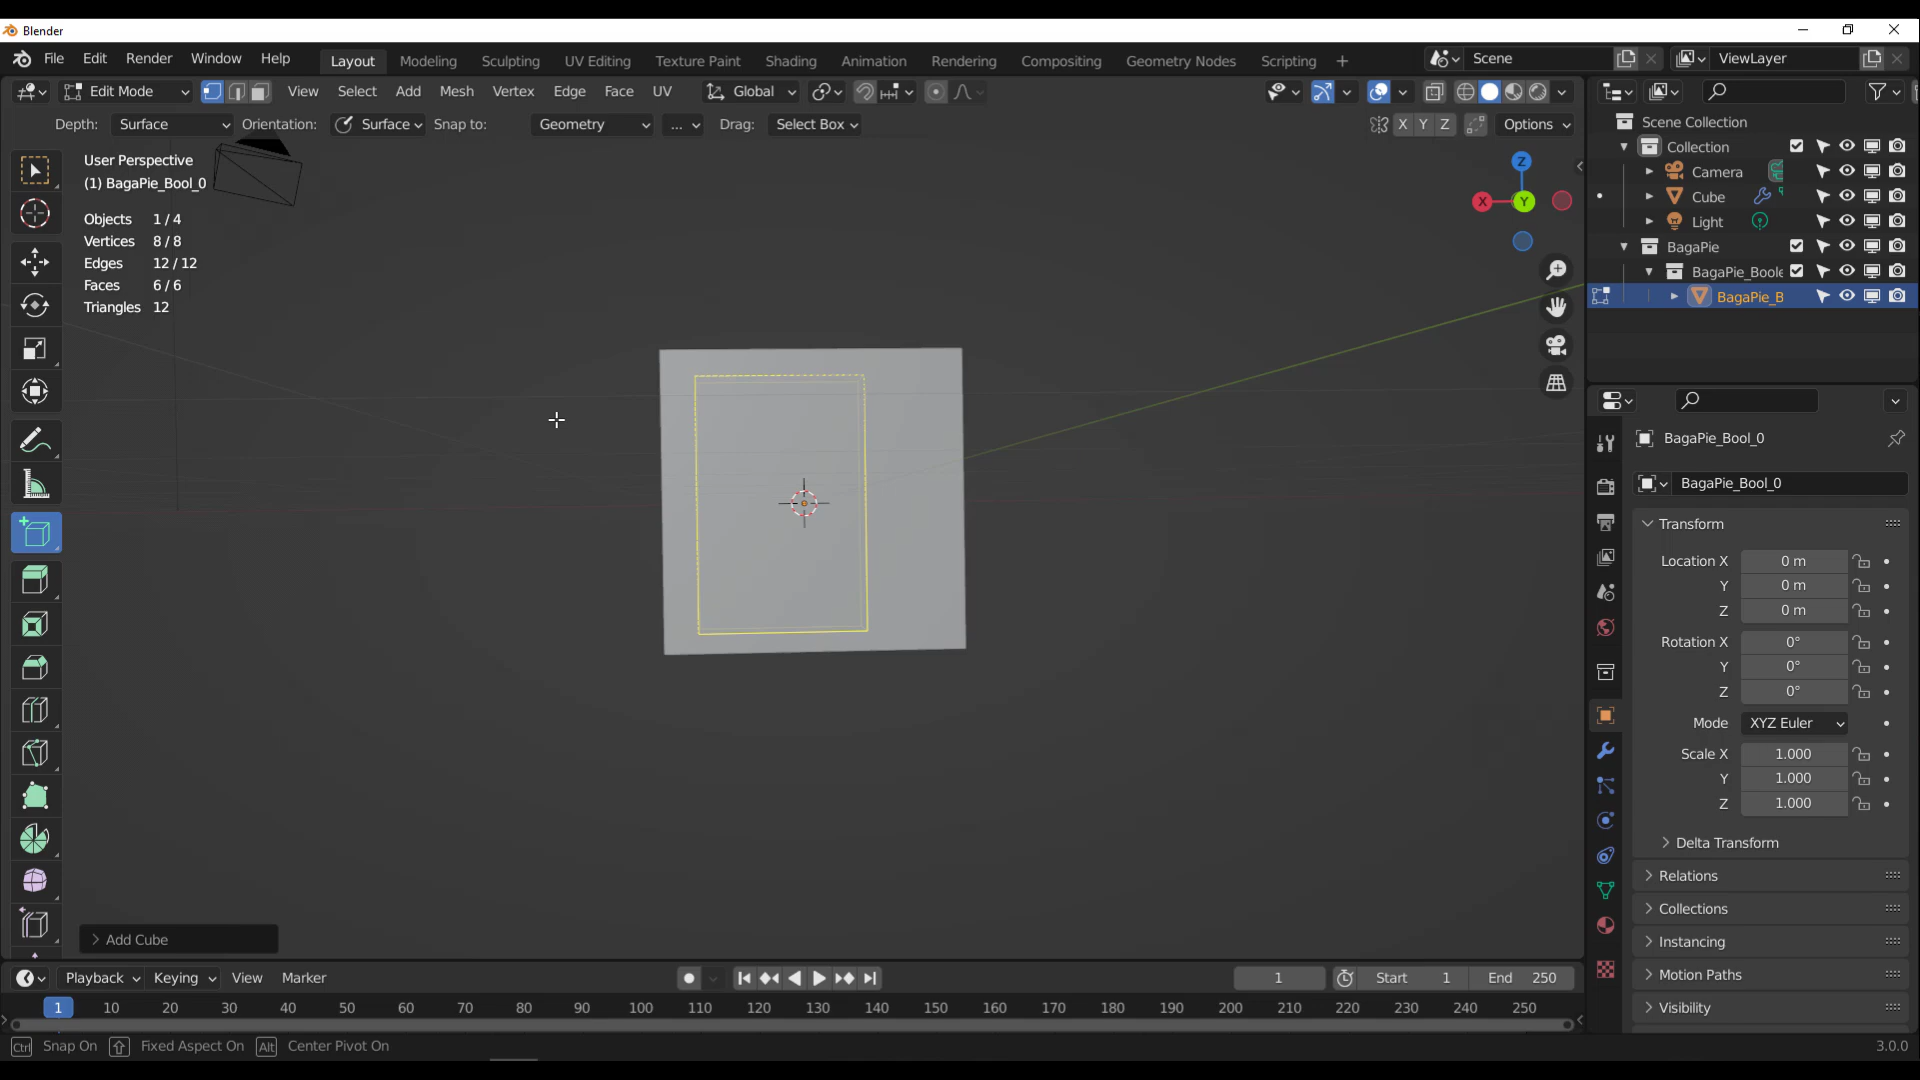 Blender
File Edit Render Window Help Layout Modeling Sculpting UV Editing Texture Paint Shading Animation Rendering Compositing Geometry Nodes Scripting + Scene ViewLayer
Edit Mode View Select Add Mesh Vertex Edge Face UV Global
Depth: Surface Orientation: Surface Snap to: Geometry ... Drag: Select Box X Y Z Options
User Perspective
(1) BagaPie_Bool_0
Objects 1 / 4
Vertices 8 / 8
Edges 12 / 12
Faces 6 / 6
Triangles 12
Z
X Y
Add Cube
Scene Collection
Collection
Camera
Cube
Light
BagaPie
BagaPie_Boole
BagaPie_B
BagaPie_Bool_0
BagaPie_Bool_0
Transform
Location X 0 m
Y 0 m
Z 0 m
Rotation X 0°
Y 0°
Z 0°
Mode XYZ Euler
Scale X 1.000
Y 1.000
Z 1.000
Delta Transform
Relations
Collections
Instancing
Motion Paths
Visibility
Playback Keying View Marker 1 Start 1 End 250
1 10 20 30 40 50 60 70 80 90 100 110 120 130 140 150 160 170 180 190 200 210 220 230 240 250
Ctrl Snap On Fixed Aspect On Alt Center Pivot On 3.0.0